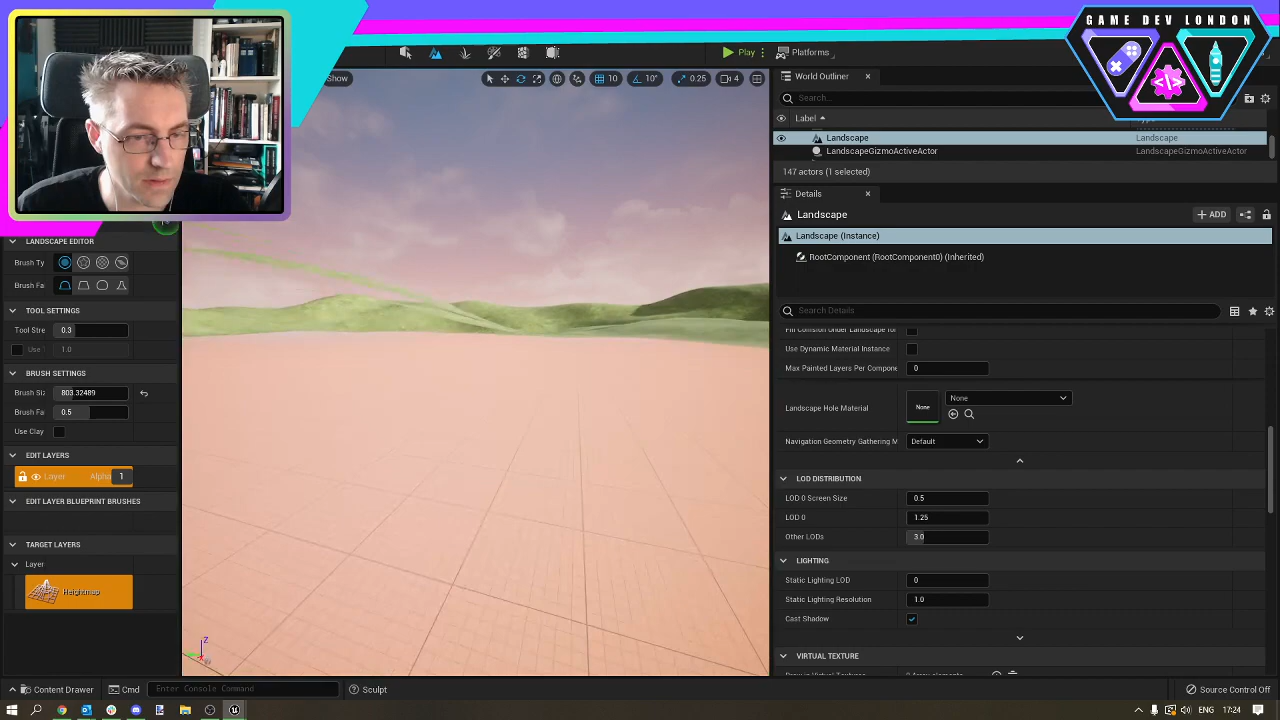 GAME DEV LONDON
</>
Show
10
10°
0.25
4
Play
Platforms
World Outliner
Search...
Label
Landscape
Landscape
LandscapeGizmoActiveActor
LandscapeGizmoActiveActor
147 actors (1 selected)
Details
Landscape
ADD
Landscape (Instance)
RootComponent (RootComponent0) (Inherited)
Search Details
Fill Collision Under Landscape for
Use Dynamic Material Instance
Max Painted Layers Per Compone
0
Landscape Hole Material
None
None
Navigation Geometry Gathering M
Default
LOD DISTRIBUTION
LOD 0 Screen Size
0.5
LOD 0
1.25
Other LODs
3.0
LIGHTING
Static Lighting LOD
0
Static Lighting Resolution
1.0
Cast Shadow
VIRTUAL TEXTURE
LANDSCAPE EDITOR
Brush Ty
Brush Fa
TOOL SETTINGS
Tool Stre
0.3
Use
1.0
BRUSH SETTINGS
Brush Siz
803.32489
Brush Fa
0.5
Use Clay
EDIT LAYERS
Layer
Alpha
1
EDIT LAYER BLUEPRINT BRUSHES
TARGET LAYERS
Layer
Heightmap
Z
Content Drawer
Cmd
Enter Console Command
Sculpt
Source Control Off
ENG
17:24